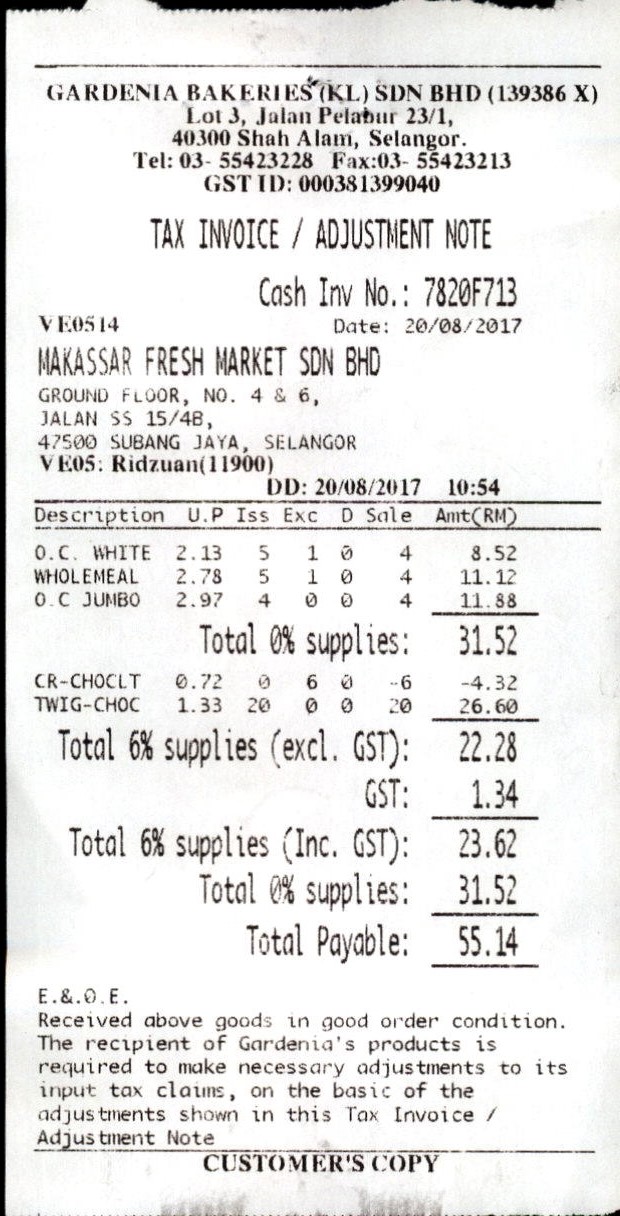 GARDENIA BAKERIES (KL) SDN BHD (139386 X)
Lot 3, Jalan Pelabur 23/1,
40300 Shah Alam, Selangor.
Tel: 03- 55423228 Fax:03- 55423213
GST ID: 000381399040
TAX INVOICE / ADJUSTMENT NOTE
Cash Inv No.: 7820F713
VE0514 Date: 20/08/2017
MAKASSAR FRESH MARKET SDN BHD
GROUND FLOOR, NO. 4 & 6,
JALAN SS 15/4B,
47500 SUBANG JAYA, SELANGOR
VE05: Ridzuan(11900)
DD: 20/08/2017 10:54
Description U.P Iss Exc D Sale Amt(RM)
O.C. WHITE 2.13 5 1 0 4 8.52
WHOLEMEAL 2.78 5 1 0 4 11.12
O.C JUMBO 2.97 4 0 0 4 11.88
Total 0% supplies: 31.52
CR-CHOCLT 0.72 0 6 0 -6 -4.32
TWIG-CHOC 1.33 20 0 0 20 26.60
Total 6% supplies (excl. GST): 22.28
GST: 1.34
Total 6% supplies (Inc. GST): 23.62
Total 0% supplies: 31.52
Total Payable: 55.14
E.&.O.E.
Received above goods in good order condition.
The recipient of Gardenia's products is
required to make necessary adjustments to its
input tax claims, on the basic of the
adjustments shown in this Tax Invoice /
Adjustment Note
CUSTOMER'S COPY